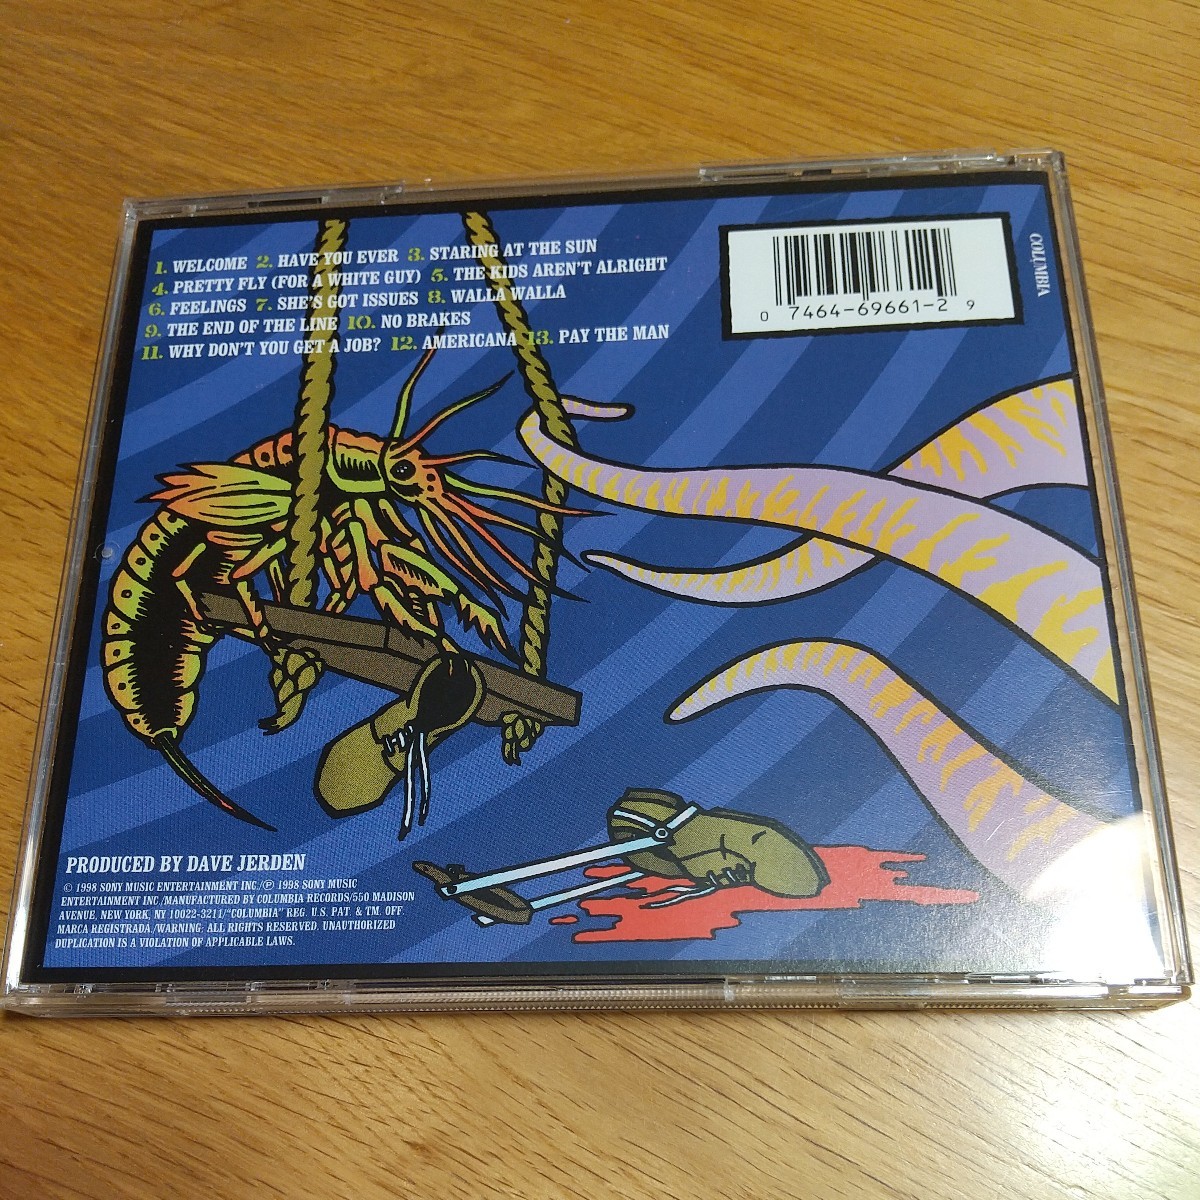 1. WELCOME 2. HAVE YOU EVER 3. STARING AT THE SUN
4. PRETTY FLY (FOR A WHITE GUY) 5. THE KIDS AREN'T ALRIGHT
6. FEELINGS 7. SHE'S GOT ISSUES 8. WALLA WALLA
9. THE END OF THE LINE 10. NO BRAKES
11. WHY DON'T YOU GET A JOB? 12. AMERICANA 13. PAY THE MAN
0 7464-69661-2 9
COLUMBIA
PRODUCED BY DAVE JERDEN
© 1998 SONY MUSIC ENTERTAINMENT INC./℗ 1998 SONY MUSIC
ENTERTAINMENT INC./MANUFACTURED BY COLUMBIA RECORDS/550 MADISON
AVENUE, NEW YORK, NY 10022-3211/"COLUMBIA" REG. U.S. PAT. & TM. OFF.
MARCA REGISTRADA./WARNING: ALL RIGHTS RESERVED. UNAUTHORIZED
DUPLICATION IS A VIOLATION OF APPLICABLE LAWS.